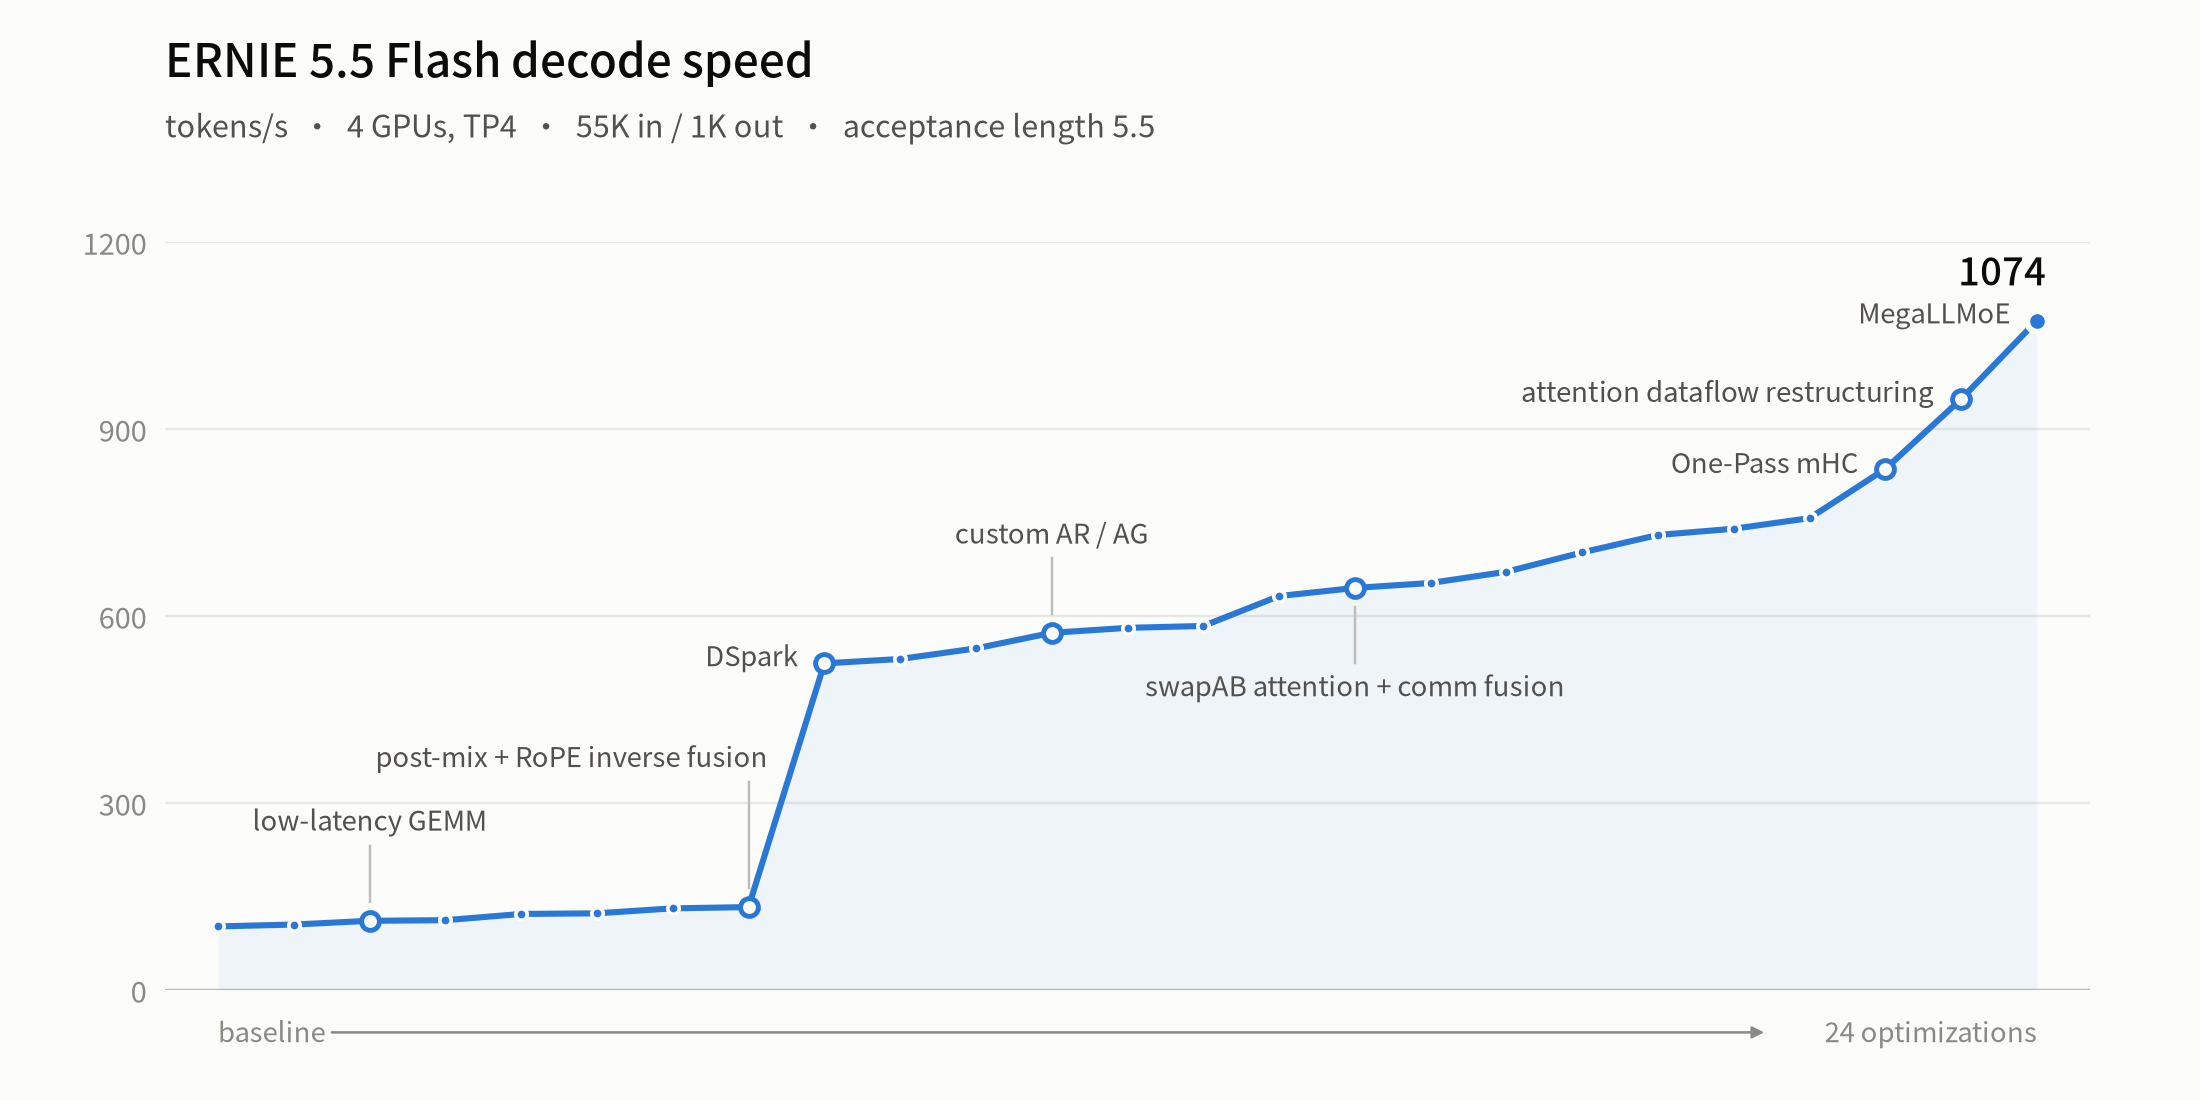 ERNIE 5.5 Flash decode speed
tokens/s • 4 GPUs, TP4 • 55K in / 1K out • acceptance length 5.5
1200
1074
MegaLLMoE
attention dataflow restructuring
900
One-Pass mHC
custom AR / AG
600
DSpark
swapAB attention + comm fusion
post-mix + RoPE inverse fusion
300
low-latency GEMM
0
baseline
24 optimizations